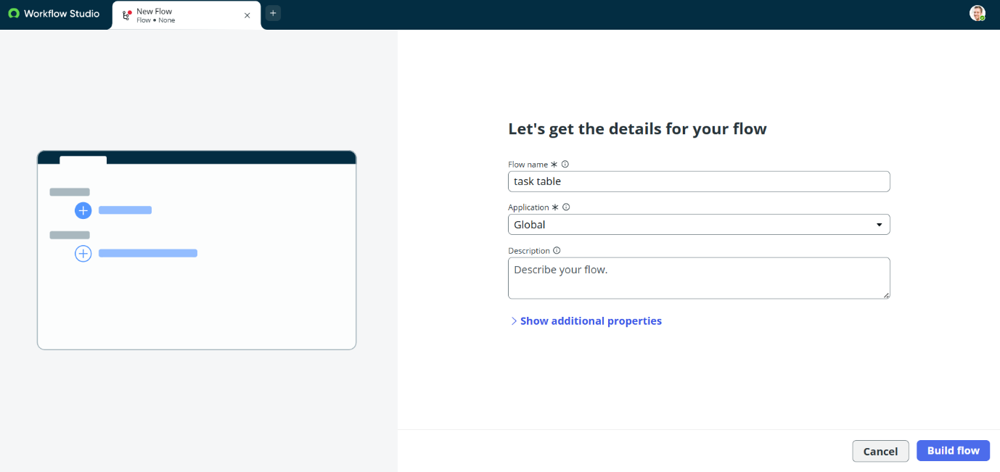 Workflow Studio
New Flow
Flow • None
Let's get the details for your flow
Flow name
task table
Application
Global
Description
Describe your flow.
Show additional properties
Cancel
Build flow